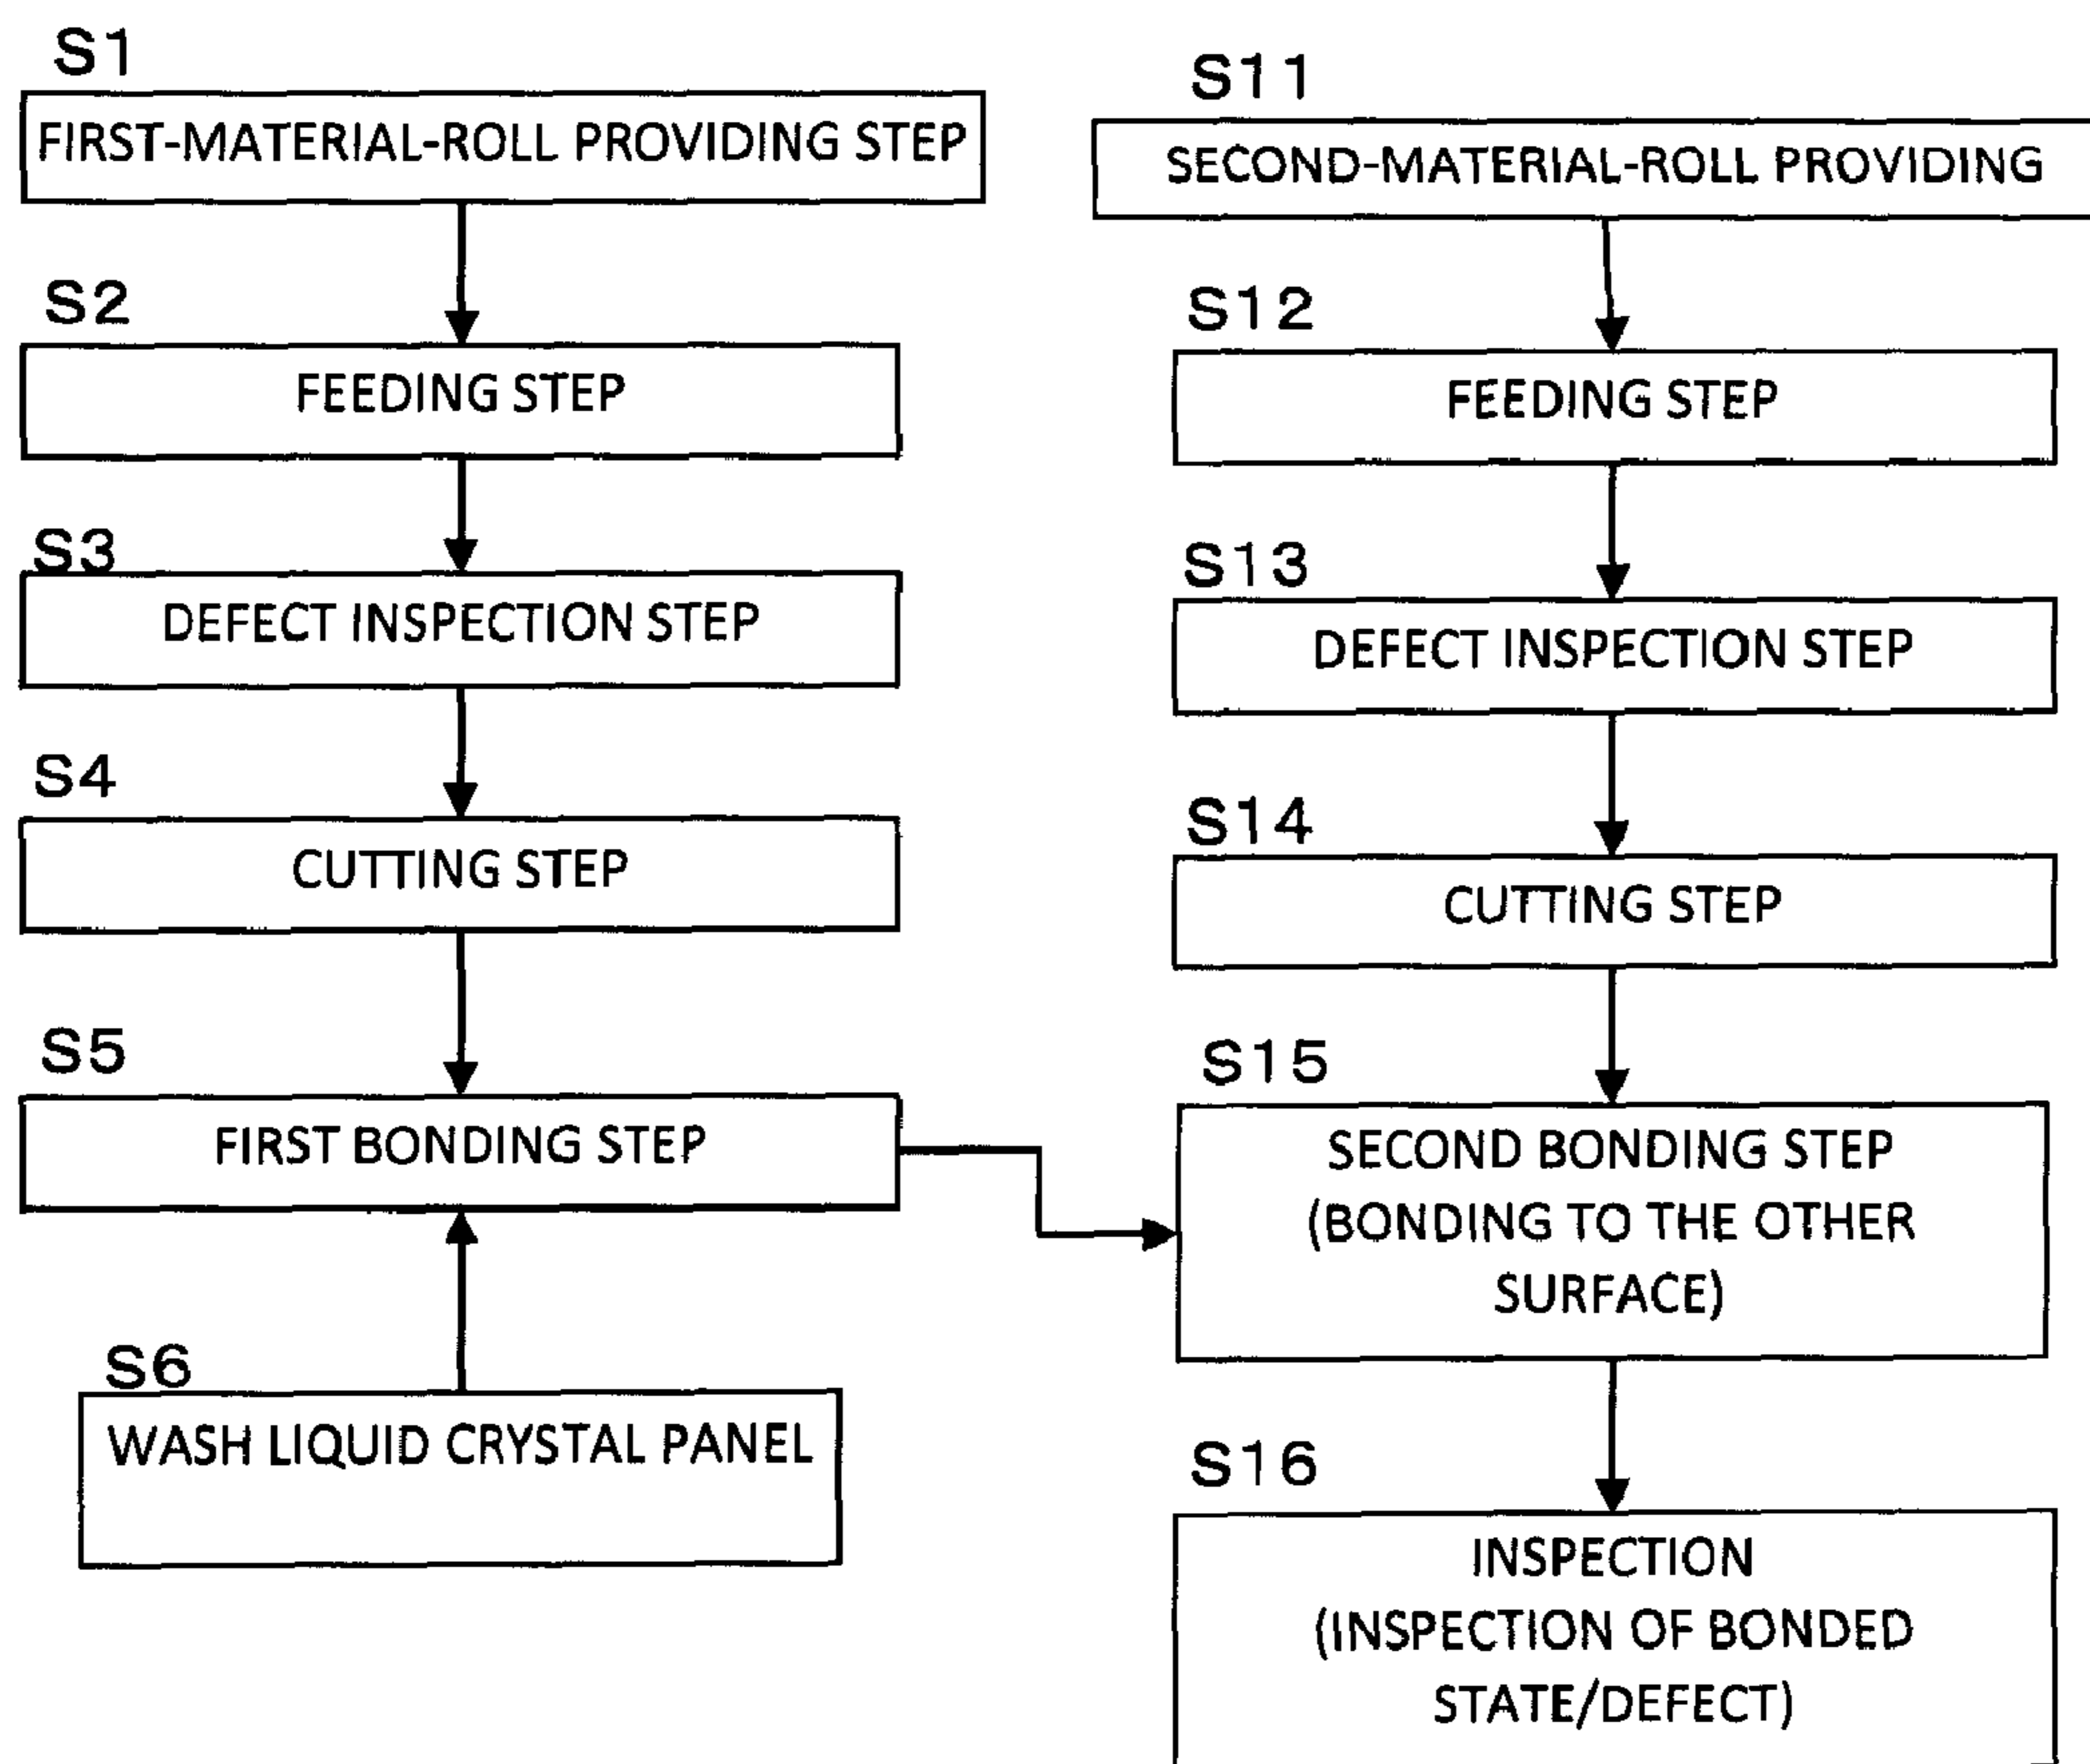 S1
FIRST-MATERIAL-ROLL PROVIDING STEP
S2
FEEDING STEP
S3
DEFECT INSPECTION STEP
S4
CUTTING STEP
S5
FIRST BONDING STEP
S6
WASH LIQUID CRYSTAL PANEL
S11
SECOND-MATERIAL-ROLL PROVIDING
S12
FEEDING STEP
S13
DEFECT INSPECTION STEP
S14
CUTTING STEP
S15
SECOND BONDING STEP
(BONDING TO THE OTHER
SURFACE)
S16
INSPECTION
(INSPECTION OF BONDED
STATE/DEFECT)